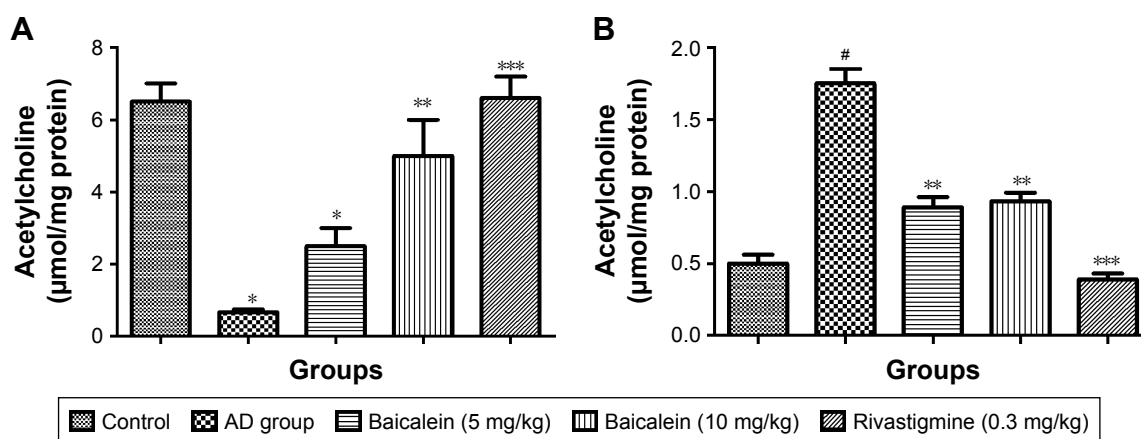 A
Acetylcholine
(µmol/mg protein)
8
6
4
2
0
*
*
**
***
Groups
B
Acetylcholine
(µmol/mg protein)
2.0
1.5
1.0
0.5
0.0
#
**
**
***
Groups
Control
AD group
Baicalein (5 mg/kg)
Baicalein (10 mg/kg)
Rivastigmine (0.3 mg/kg)